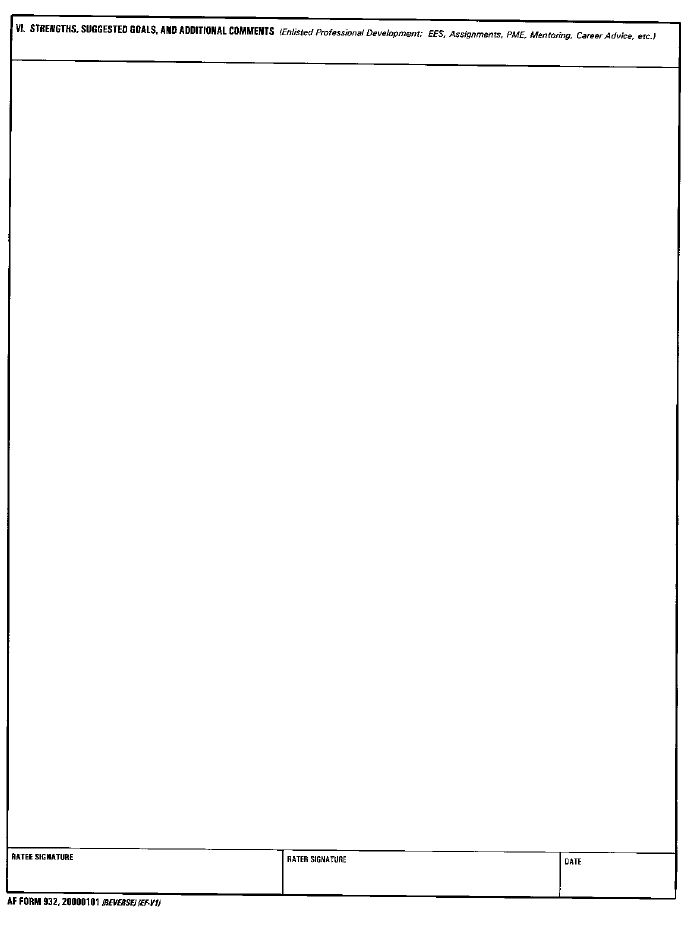 VI. STRENGTHS, SUGGESTED GOALS, AND ADDITIONAL COMMENTS (Enlisted Professional Development: EES, Assignments, PME, Mentoring, Career Advice, etc.)
RATEE SIGNATURE
RATER SIGNATURE
DATE
AF FORM 932, 20000101 (REVERSE) (EF-V1)